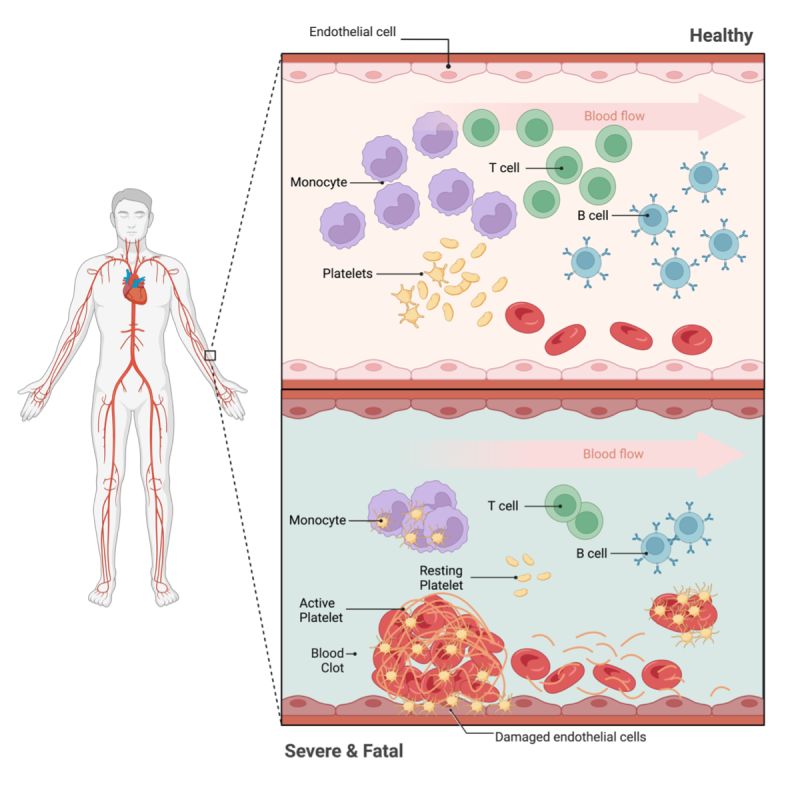 Endothelial cell
Healthy
Blood flow
T cell
Monocyte
B cell
Platelets
Blood flow
T cell
Monocyte
B cell
Resting
Platelet
Active
Platelet
Blood
Clot
Damaged endothelial cells
Severe & Fatal